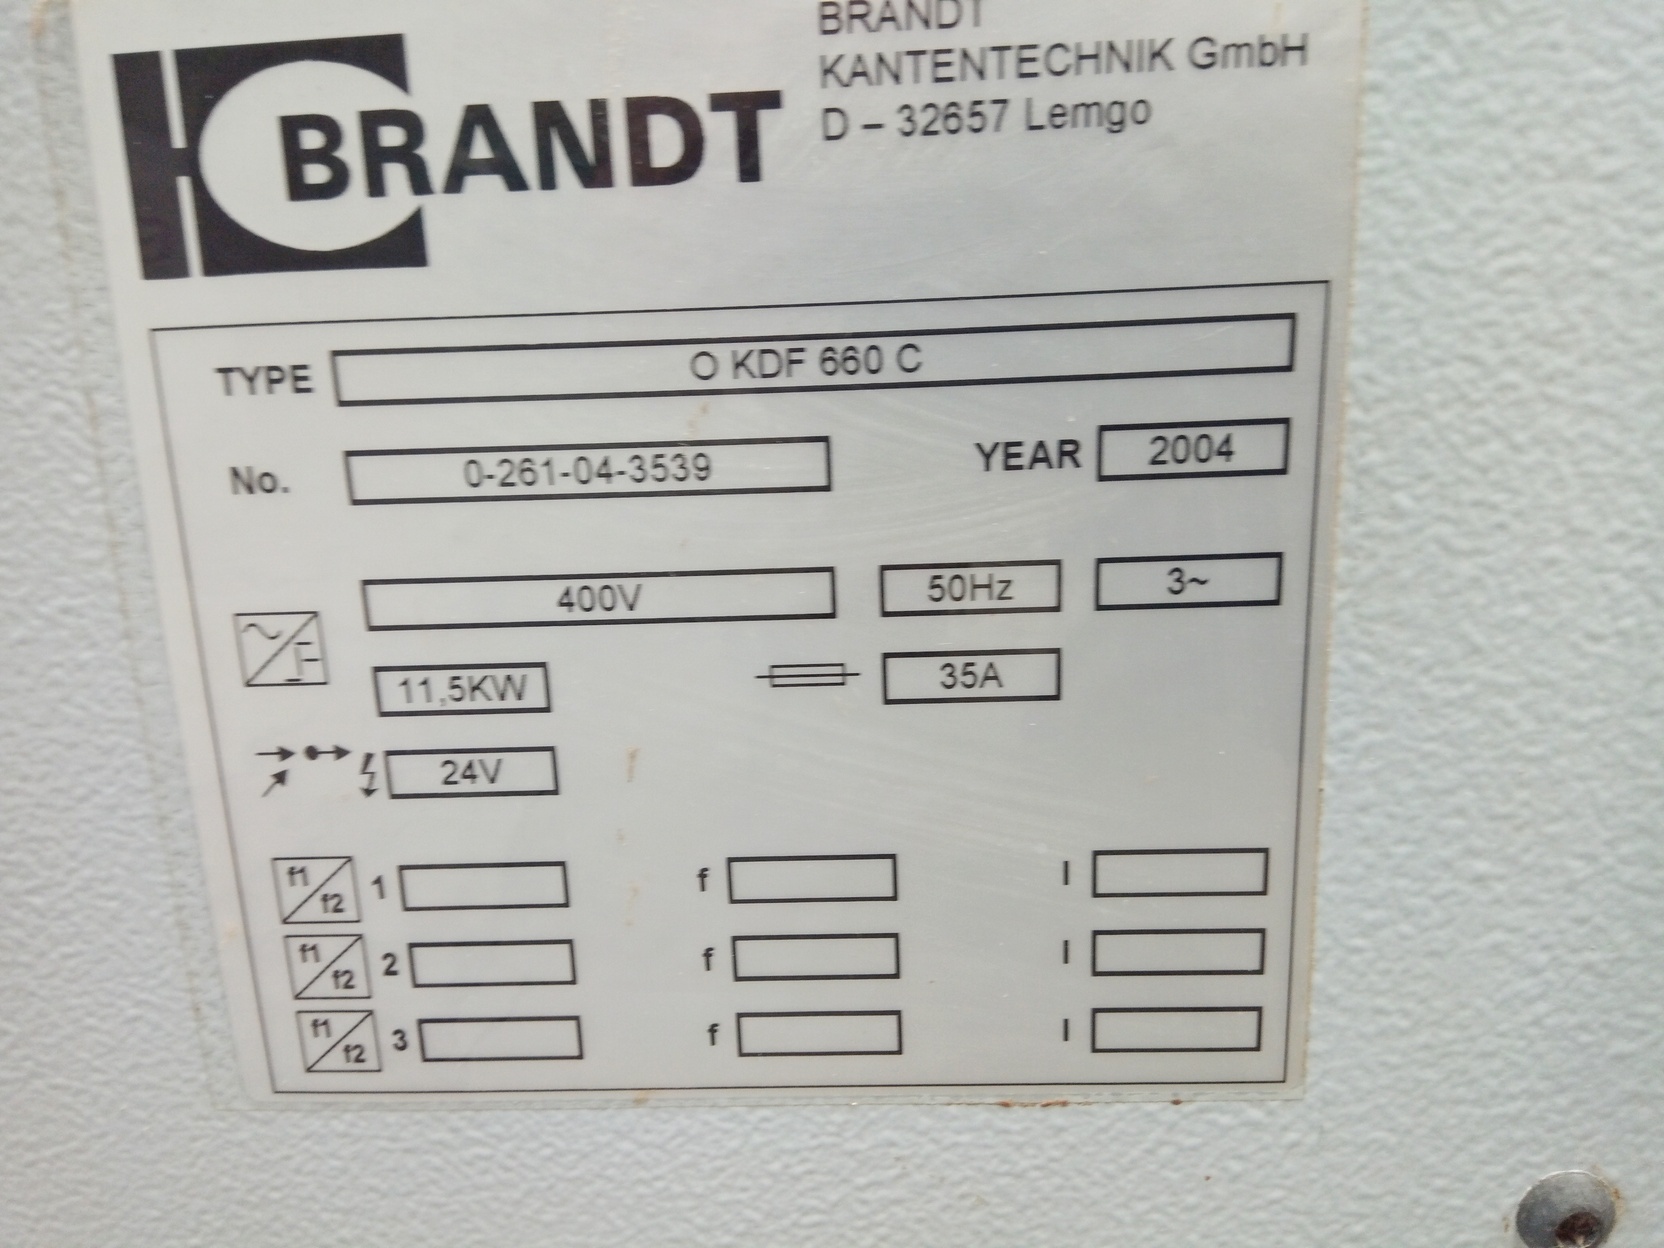 BRANDT
BRANDT
KANTENTECHNIK GmbH
D – 32657 Lemgo
TYPE O KDF 660 C
No. 0-261-04-3539 YEAR 2004
400V 50Hz 3~
11,5KW 35A
24V
f1/f2 1 f I
f1/f2 2 f I
f1/f2 3 f I